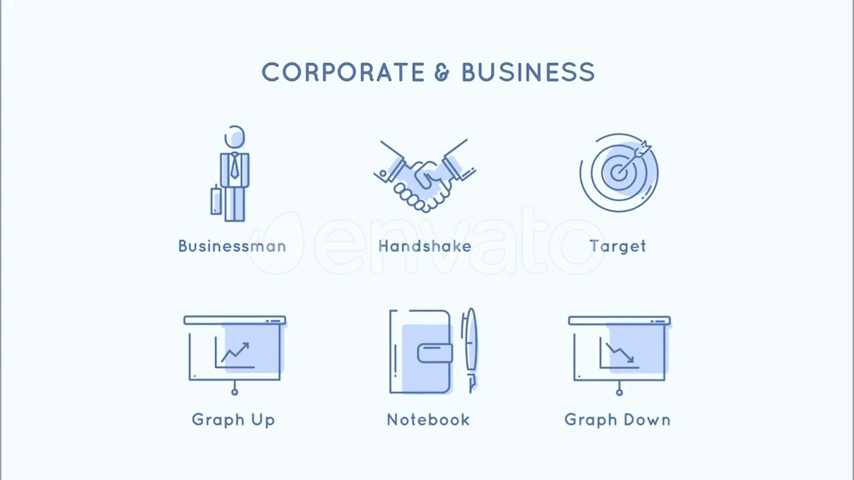 CORPORATE & BUSINESS
Businessman
Handshake
Target
envato
Graph Up
Notebook
Graph Down